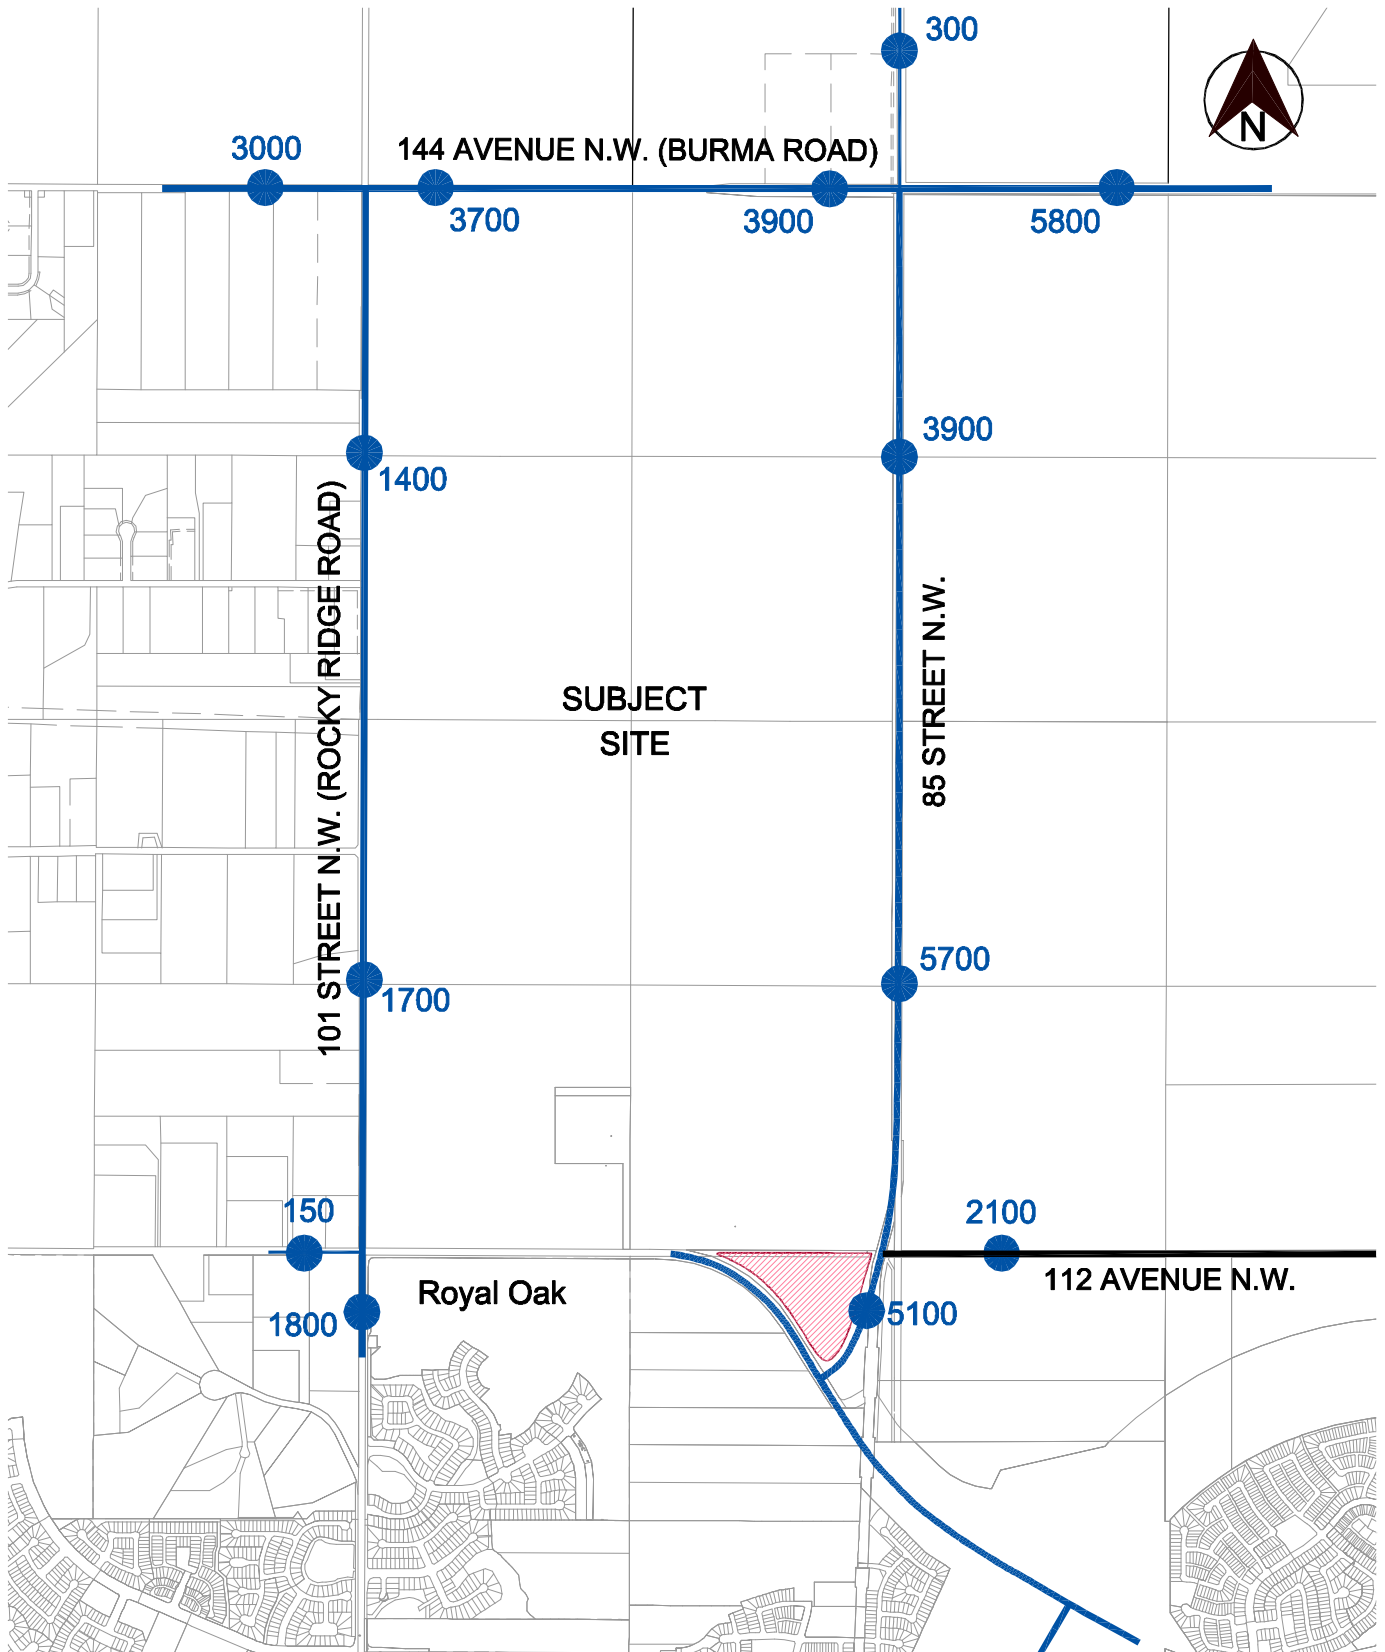 300
N
3000
144 AVENUE N.W. (BURMA ROAD)
3700
3900
5800
1400
3900
101 STREET N.W. (ROCKY RIDGE ROAD)
85 STREET N.W.
SUBJECT
SITE
5700
1700
150
2100
112 AVENUE N.W.
Royal Oak
1800
5100